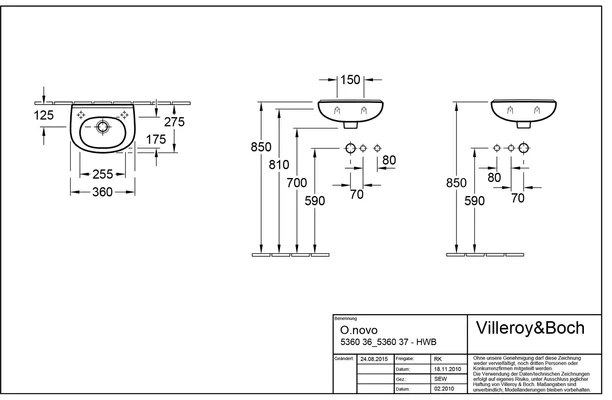 150
125
275
175
255
360
850
810
700
590
80
70
850
590
80
70
Benennung
O.novo
5360 36_5360 37 - HWB
Villeroy&Boch
Geändert: 24.08.2015 Freigabe: RK
Datum: 18.11.2010
Gez.: SEW
Datum: 02.2010
Ohne unsere Genehmigung darf diese Zeichnung
weder vervielfältigt, noch dritten Personen oder
Konkurrenzfirmen mitgeteilt werden.
Die Verwendung der Daten/technischen Zeichnungen
erfolgt auf eigenes Risiko, unter Ausschluss jeglicher
Haftung von Villeroy & Boch. Maßangaben sind
unverbindlich; Modelländerungen bleiben vorbehalten.